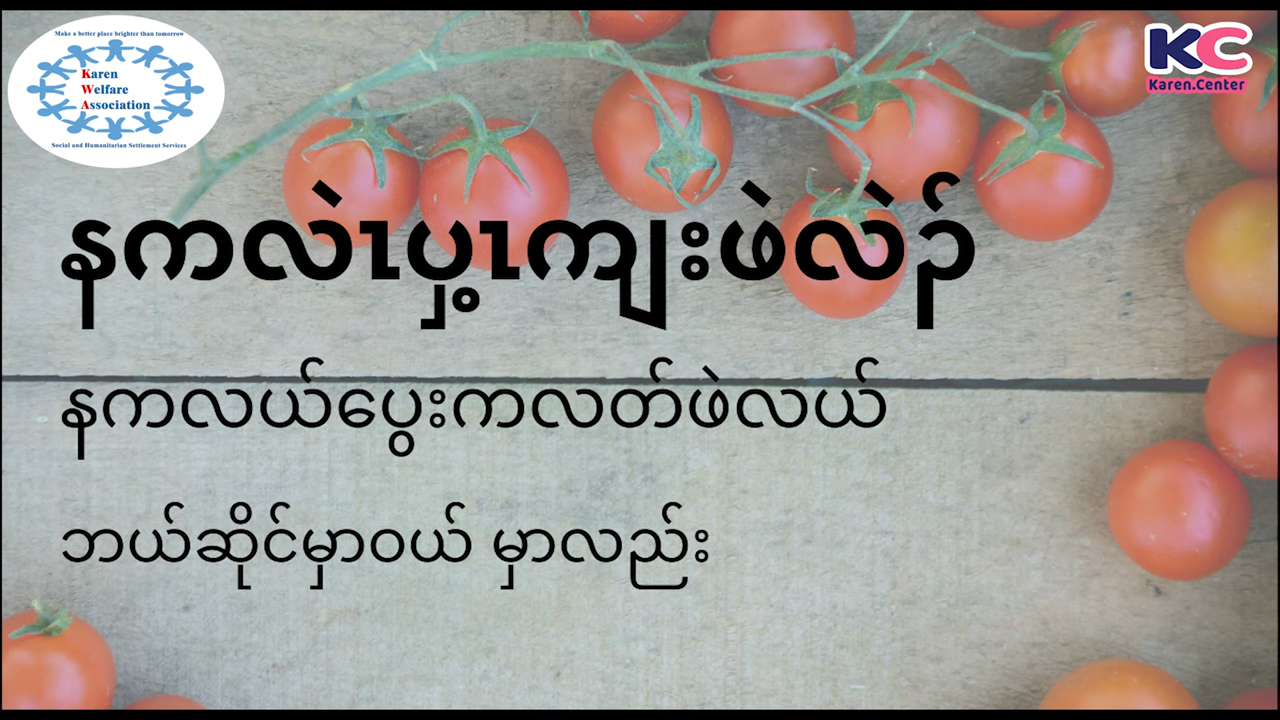 Make a better place brighter than tomorrow
Karen
Welfare
Association
Social and Humanitarian Settlement Services
KC
Karen.Center
နကလဲၤပှ့ၤကျးဖဲလဲၣ်
နကလယ်ပွေးကလတ်ဖဲလယ်
ဘယ်ဆိုင်မှာဝယ် မှာလည်း